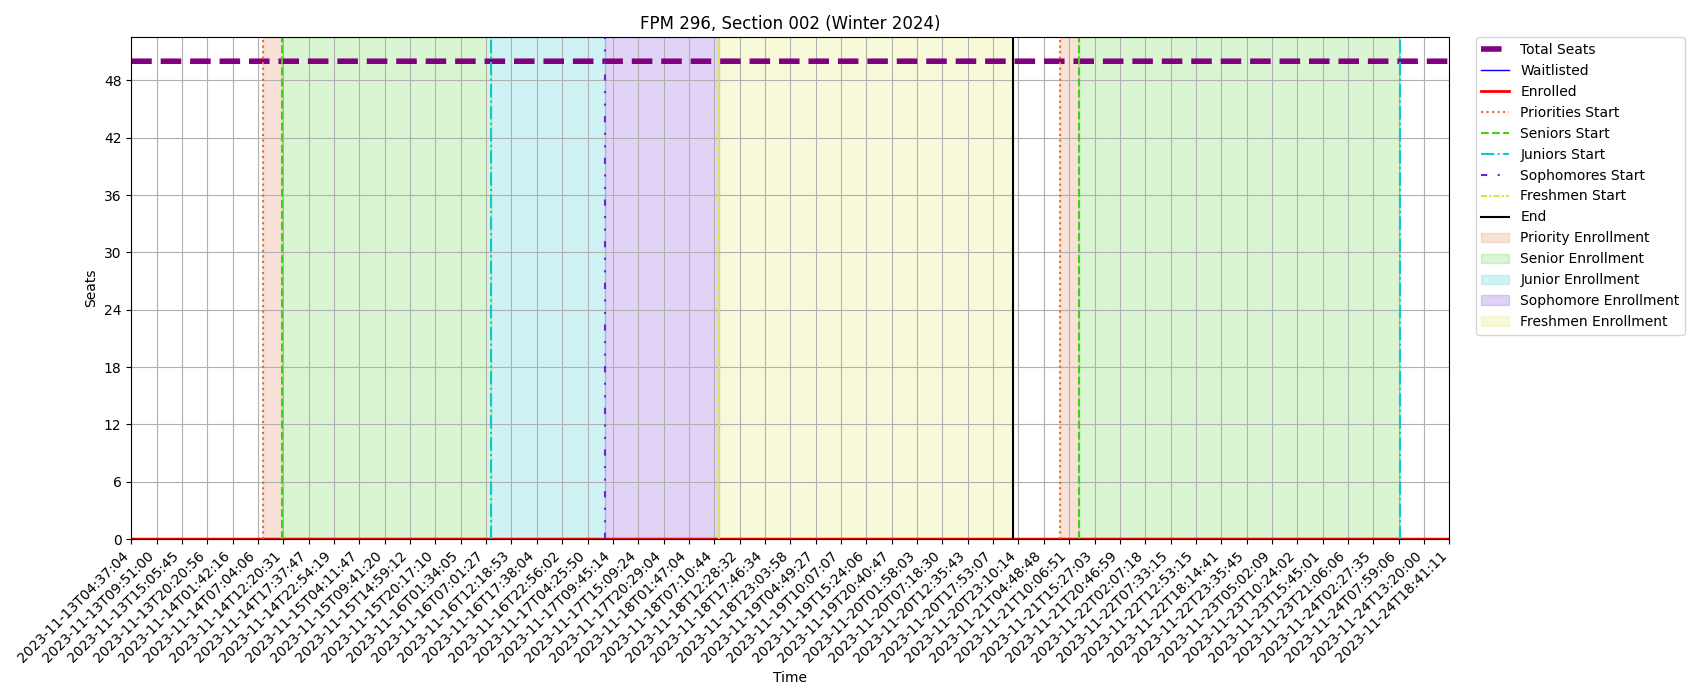 FPM 296, Section 002 (Winter 2024)
Total Seats
Waitlisted
Enrolled
Priorities Start
Seniors Start
Juniors Start
Sophomores Start
Freshmen Start
End
Priority Enrollment
Senior Enrollment
Junior Enrollment
Sophomore Enrollment
Freshmen Enrollment
Seats
48
42
36
30
24
18
12
6
0
2023-11-13T04:37:04
2023-11-13T09:51:00
2023-11-13T15:05:45
2023-11-13T20:20:56
2023-11-14T01:42:16
2023-11-14T07:04:06
2023-11-14T12:20:31
2023-11-14T17:37:47
2023-11-14T22:54:19
2023-11-15T04:11:47
2023-11-15T09:41:20
2023-11-15T14:59:12
2023-11-15T20:17:10
2023-11-16T01:34:05
2023-11-16T07:01:27
2023-11-16T12:18:53
2023-11-16T17:38:04
2023-11-16T22:56:02
2023-11-17T04:25:50
2023-11-17T09:45:14
2023-11-17T15:09:24
2023-11-17T20:29:04
2023-11-18T01:47:04
2023-11-18T07:10:44
2023-11-18T12:28:32
2023-11-18T17:46:34
2023-11-18T23:03:58
2023-11-19T04:49:27
2023-11-19T10:07:07
2023-11-19T15:24:06
2023-11-19T20:40:47
2023-11-20T01:58:03
2023-11-20T07:18:30
2023-11-20T12:35:43
2023-11-20T17:53:07
2023-11-20T23:10:14
2023-11-21T04:48:48
2023-11-21T10:06:51
2023-11-21T15:27:03
2023-11-21T20:46:59
2023-11-22T02:07:18
2023-11-22T07:33:15
2023-11-22T12:53:15
2023-11-22T18:14:41
2023-11-22T23:35:45
2023-11-23T05:02:09
2023-11-23T10:24:02
2023-11-23T15:45:01
2023-11-23T21:06:06
2023-11-24T02:27:35
2023-11-24T07:59:06
2023-11-24T13:20:00
2023-11-24T18:41:11
Time